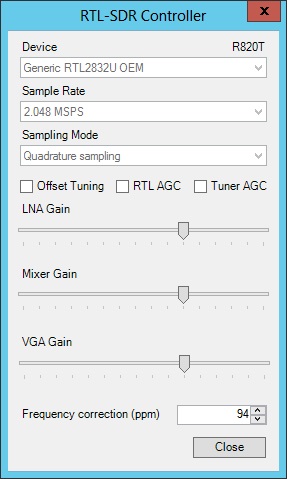 RTL-SDR Controller
x
Device R820T
Generic RTL2832U OEM
Sample Rate
2.048 MSPS
Sampling Mode
Quadrature sampling
Offset Tuning RTL AGC Tuner AGC
LNA Gain
Mixer Gain
VGA Gain
Frequency correction (ppm) 94
Close